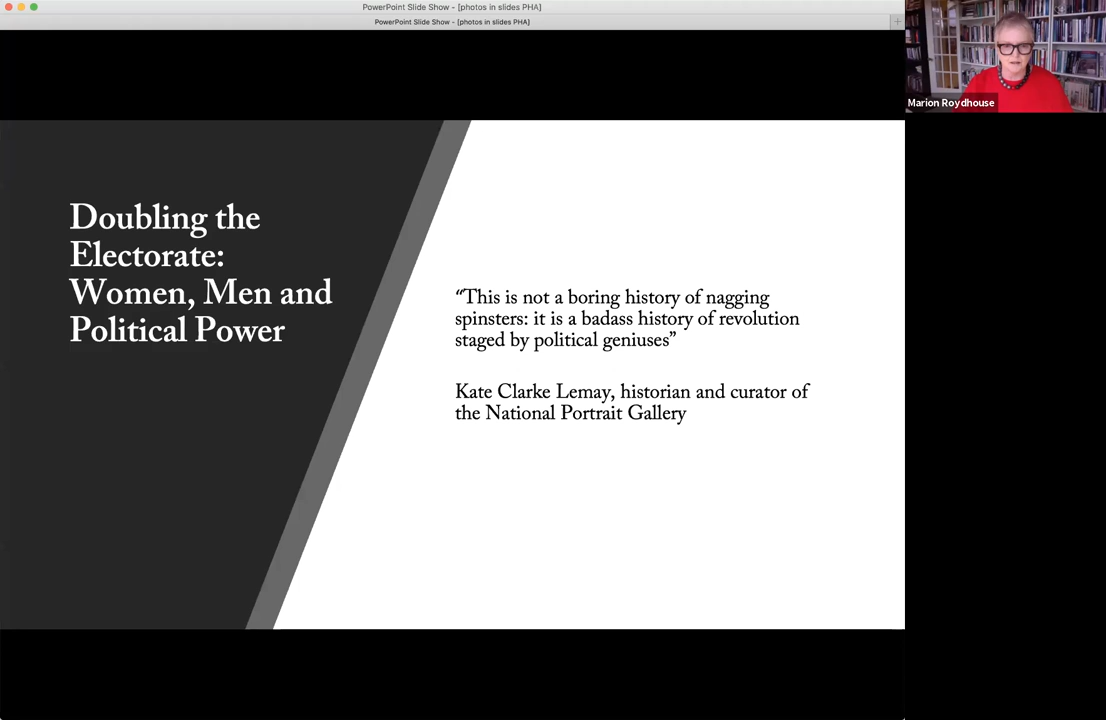 PowerPoint Slide Show - [photos in slides PHA]
PowerPoint Slide Show - [photos in slides PHA]
Marion Roydhouse
Doubling the
Electorate:
Women, Men and
Political Power
“This is not a boring history of nagging
spinsters: it is a badass history of revolution
staged by political geniuses”
Kate Clarke Lemay, historian and curator of
the National Portrait Gallery